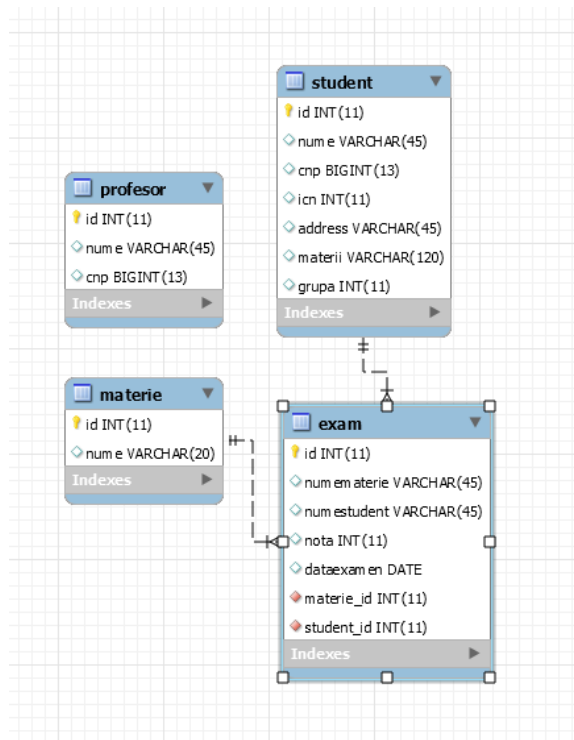 student
id INT(11)
nume VARCHAR(45)
cnp BIGINT(13)
icn INT(11)
address VARCHAR(45)
materii VARCHAR(120)
grupa INT(11)
Indexes
profesor
id INT(11)
nume VARCHAR(45)
cnp BIGINT(13)
Indexes
materie
id INT(11)
nume VARCHAR(20)
Indexes
exam
id INT(11)
numematerie VARCHAR(45)
numestudent VARCHAR(45)
nota INT(11)
dataexamen DATE
materie_id INT(11)
student_id INT(11)
Indexes